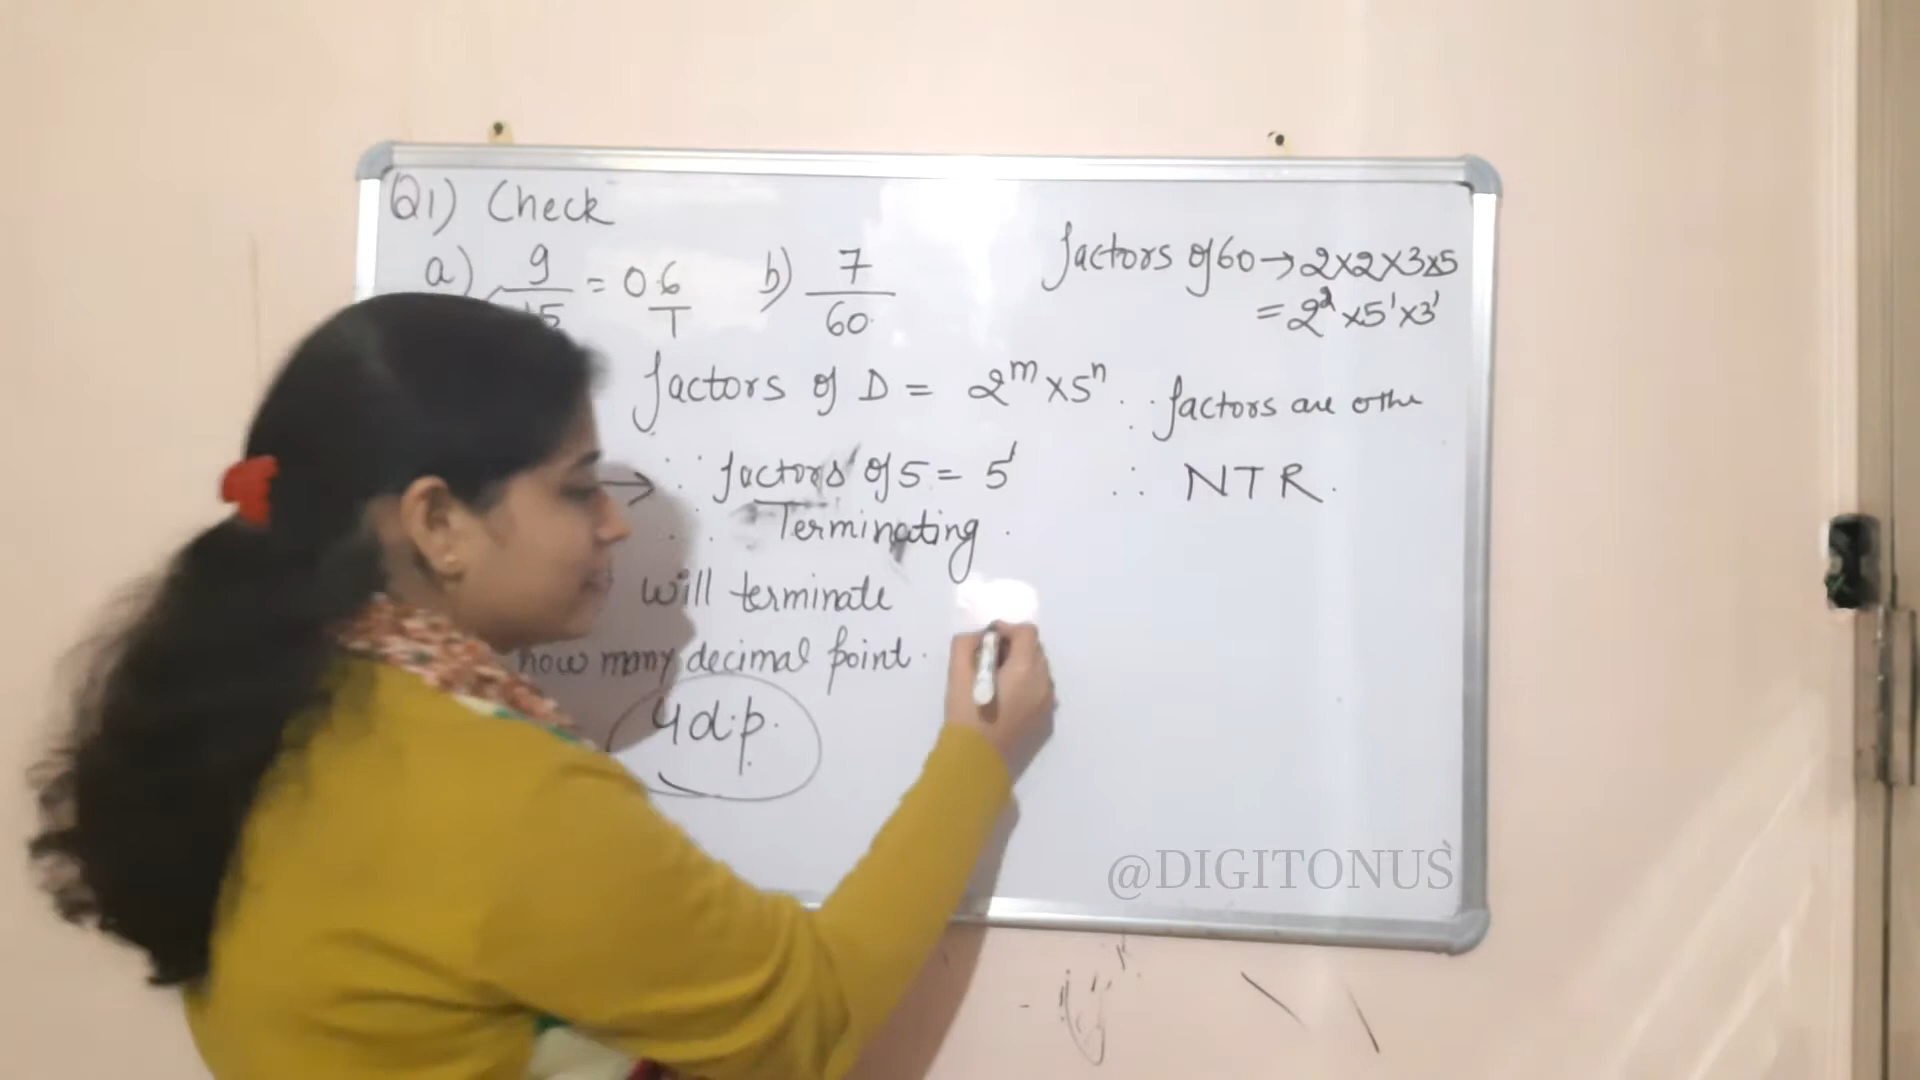 Q1) Check
a) 9/15 = 0.6 T b) 7/60
factors of 60 → 2×2×3×5
= 2² ×5¹×3¹
factors of D = 2ᵐ ×5ⁿ
∵ factors are othe
∵ factors of 5 = 5¹
∴ NTR.
∴ Terminating.
will terminate
how many decimal point.
4d.p.
@DIGITONUS